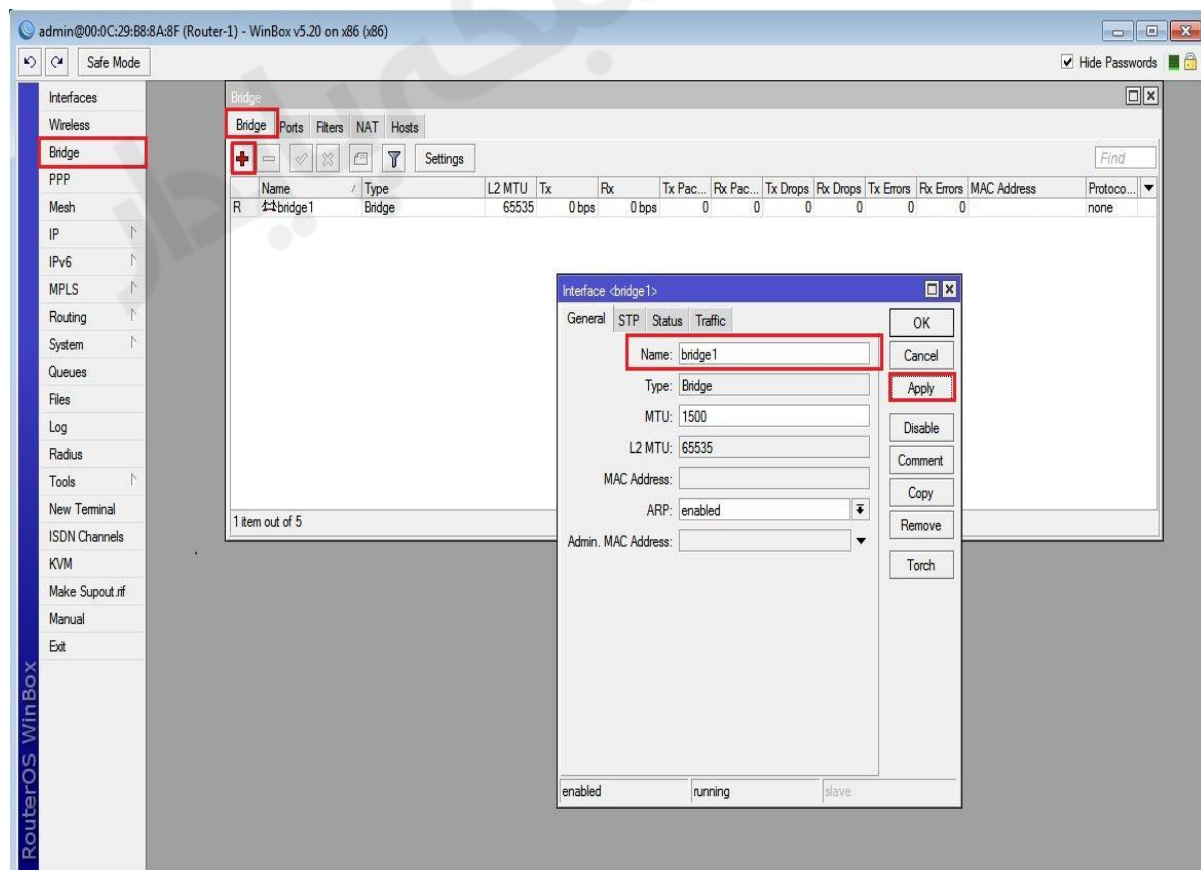 admin@00:0C:29:B8:8A:8F (Router-1) - WinBox v5.20 on x86 (x86)
Safe Mode
Hide Passwords
Interfaces
Wireless
Bridge
PPP
Mesh
IP
IPv6
MPLS
Routing
System
Queues
Files
Log
Radius
Tools
New Terminal
ISDN Channels
KVM
Make Supout.rif
Manual
Exit
RouterOS WinBox
Bridge
Bridge Ports Filters NAT Hosts
Settings Find
Name / Type L2 MTU Tx Rx Tx Pac... Rx Pac... Tx Drops Rx Drops Tx Errors Rx Errors MAC Address Protoco...
R bridge1 Bridge 65535 0 bps 0 bps 0 0 0 0 0 0 none
1 item out of 5
Interface <bridge1>
General STP Status Traffic
Name: bridge1
Type: Bridge
MTU: 1500
L2 MTU: 65535
MAC Address:
ARP: enabled
Admin. MAC Address:
OK
Cancel
Apply
Disable
Comment
Copy
Remove
Torch
enabled running slave